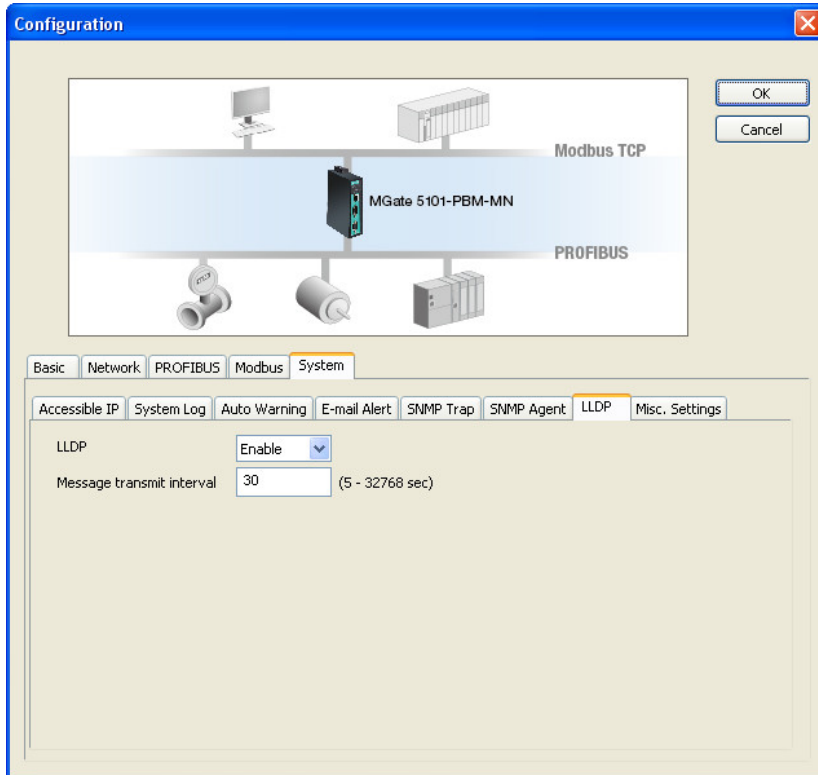 Configuration
OK
Cancel
Modbus TCP
MGate 5101-PBM-MN
PROFIBUS
Basic Network PROFIBUS Modbus System
Accessible IP System Log Auto Warning E-mail Alert SNMP Trap SNMP Agent LLDP Misc. Settings
LLDP Enable
Message transmit interval 30 (5 - 32768 sec)